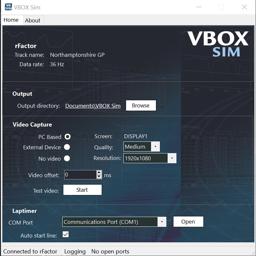 VBOX Sim
Home About
VBOX
SIM
rFactor
Track name: Northamptonshire GP
Data rate: 36 Hz
Output
Output directory: Documents\VBOX Sim Browse
Video Capture
PC Based Screen: DISPLAY1
External Device Quality: Medium
No video Resolution: 1920x1080
Video offset: 0 ms
Test video: Start
Laptimer
COM Port Communications Port (COM1) Open
Auto start line:
Connected to rFactor Logging No open ports